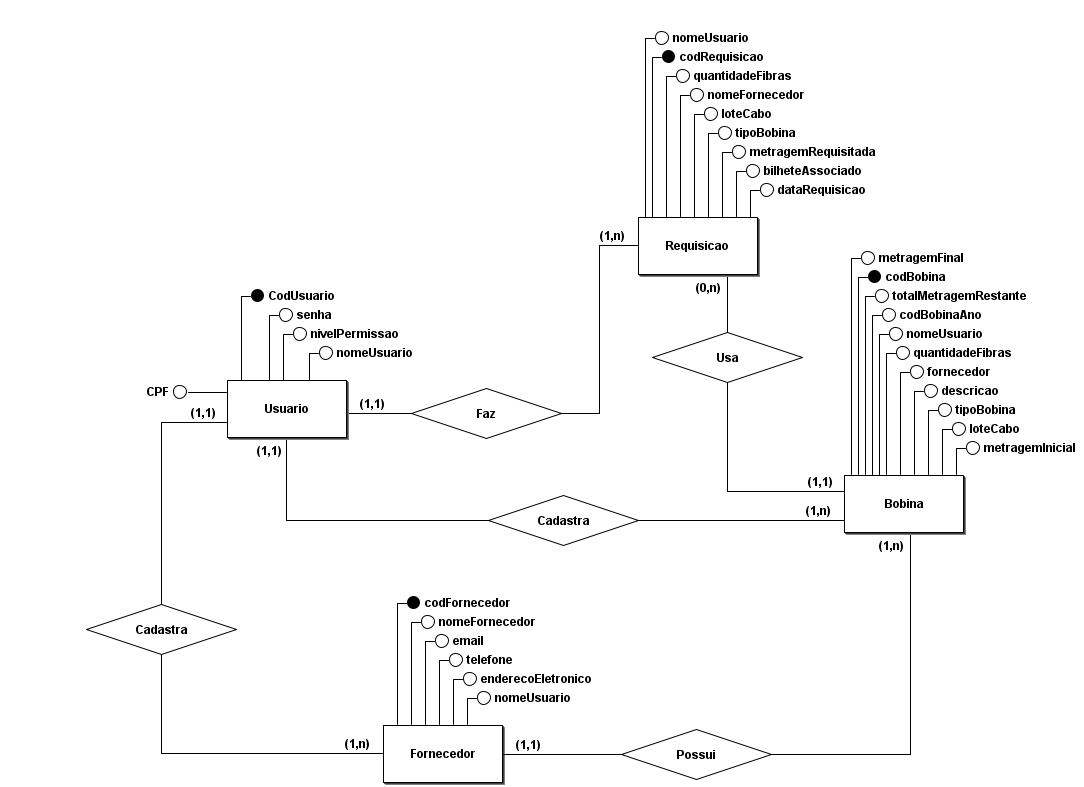 nomeUsuario
codRequisicao
quantidadeFibras
nomeFornecedor
loteCabo
tipoBobina
metragemRequisitada
bilheteAssociado
dataRequisicao
(1,n)
Requisicao
(0,n)
metragemFinal
codBobina
totalMetragemRestante
codBobinaAno
nomeUsuario
quantidadeFibras
fornecedor
descricao
tipoBobina
loteCabo
metragemInicial
CodUsuario
senha
nivelPermissao
nomeUsuario
CPF
(1,1)
Usuario
(1,1)
(1,1)
Faz
Usa
(1,1)
Bobina
(1,n)
(1,n)
Cadastra
Cadastra
codFornecedor
nomeFornecedor
email
telefone
enderecoEletronico
nomeUsuario
(1,n)
Fornecedor
(1,1)
Possui